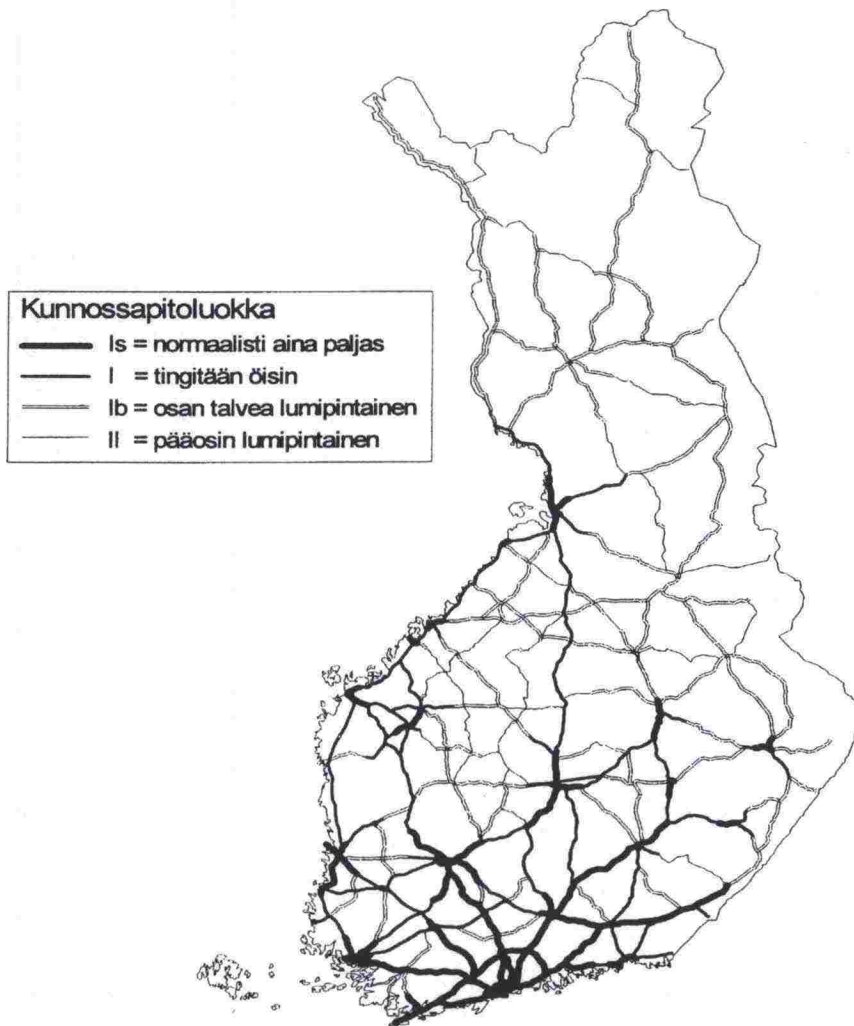 Kunnossapitoluokka
Is = normaalisti aina paljas
I = tingitään öisin
Ib = osan talvea lumipintainen
II = pääosin lumipintainen